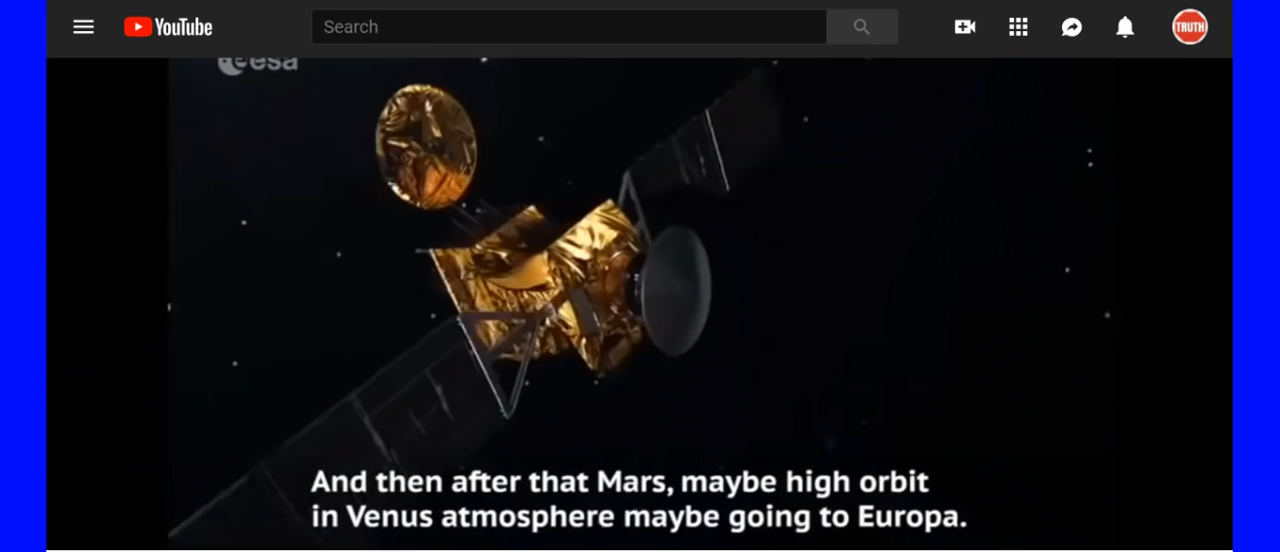 YouTube
Search
TRUTH
esa
And then after that Mars, maybe high orbit
in Venus atmosphere maybe going to Europa.